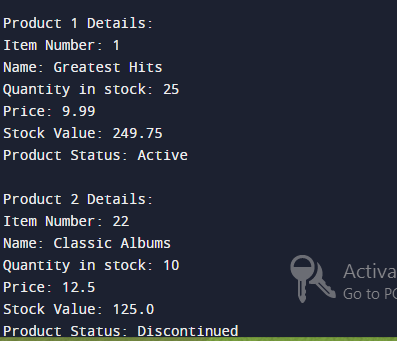 Product 1 Details:
Item Number: 1
Name: Greatest Hits
Quantity in stock: 25
Price: 9.99
Stock Value: 249.75
Product Status: Active
Product 2 Details:
Item Number: 22
Name: Classic Albums
Quantity in stock: 10
Price: 12.5
Stock Value: 125.0
Product Status: Discontinued
Activa
Go to PC